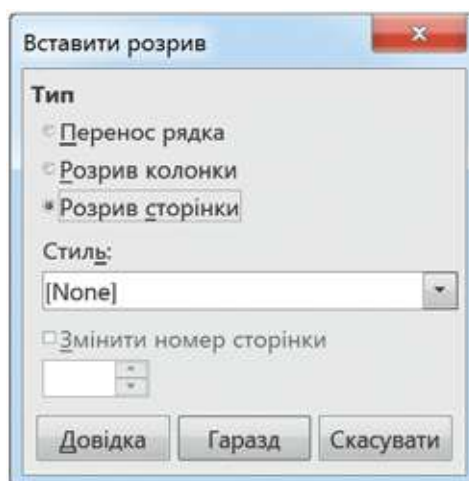 Вставити розрив
Тип
Перенос рядка
Розрив колонки
Розрив сторінки
Стиль:
[None]
Змінити номер сторінки
Довідка Гаразд Скасувати